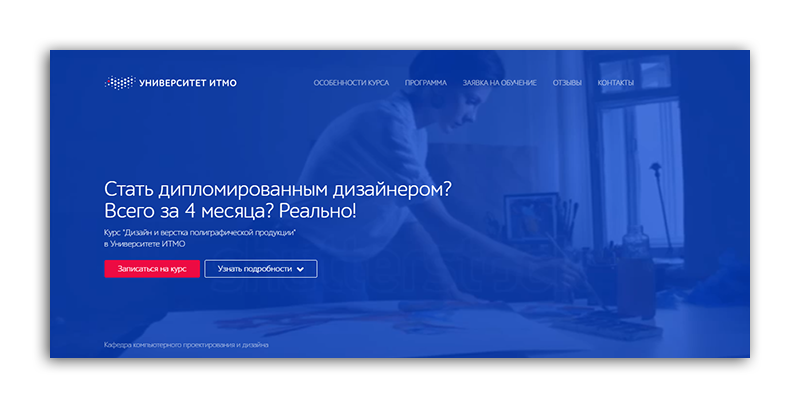 УНИВЕРСИТЕТ ИТМО
ОСОБЕННОСТИ КУРСА ПРОГРАММА ЗАЯВКА НА ОБУЧЕНИЕ ОТЗЫВЫ КОНТАКТЫ
Стать дипломированным дизайнером?
Всего за 4 месяца? Реально!
Курс "Дизайн и верстка полиграфической продукции"
в Университете ИТМО
Записаться на курс Узнать подробности
Кафедра компьютерного проектирования и дизайна